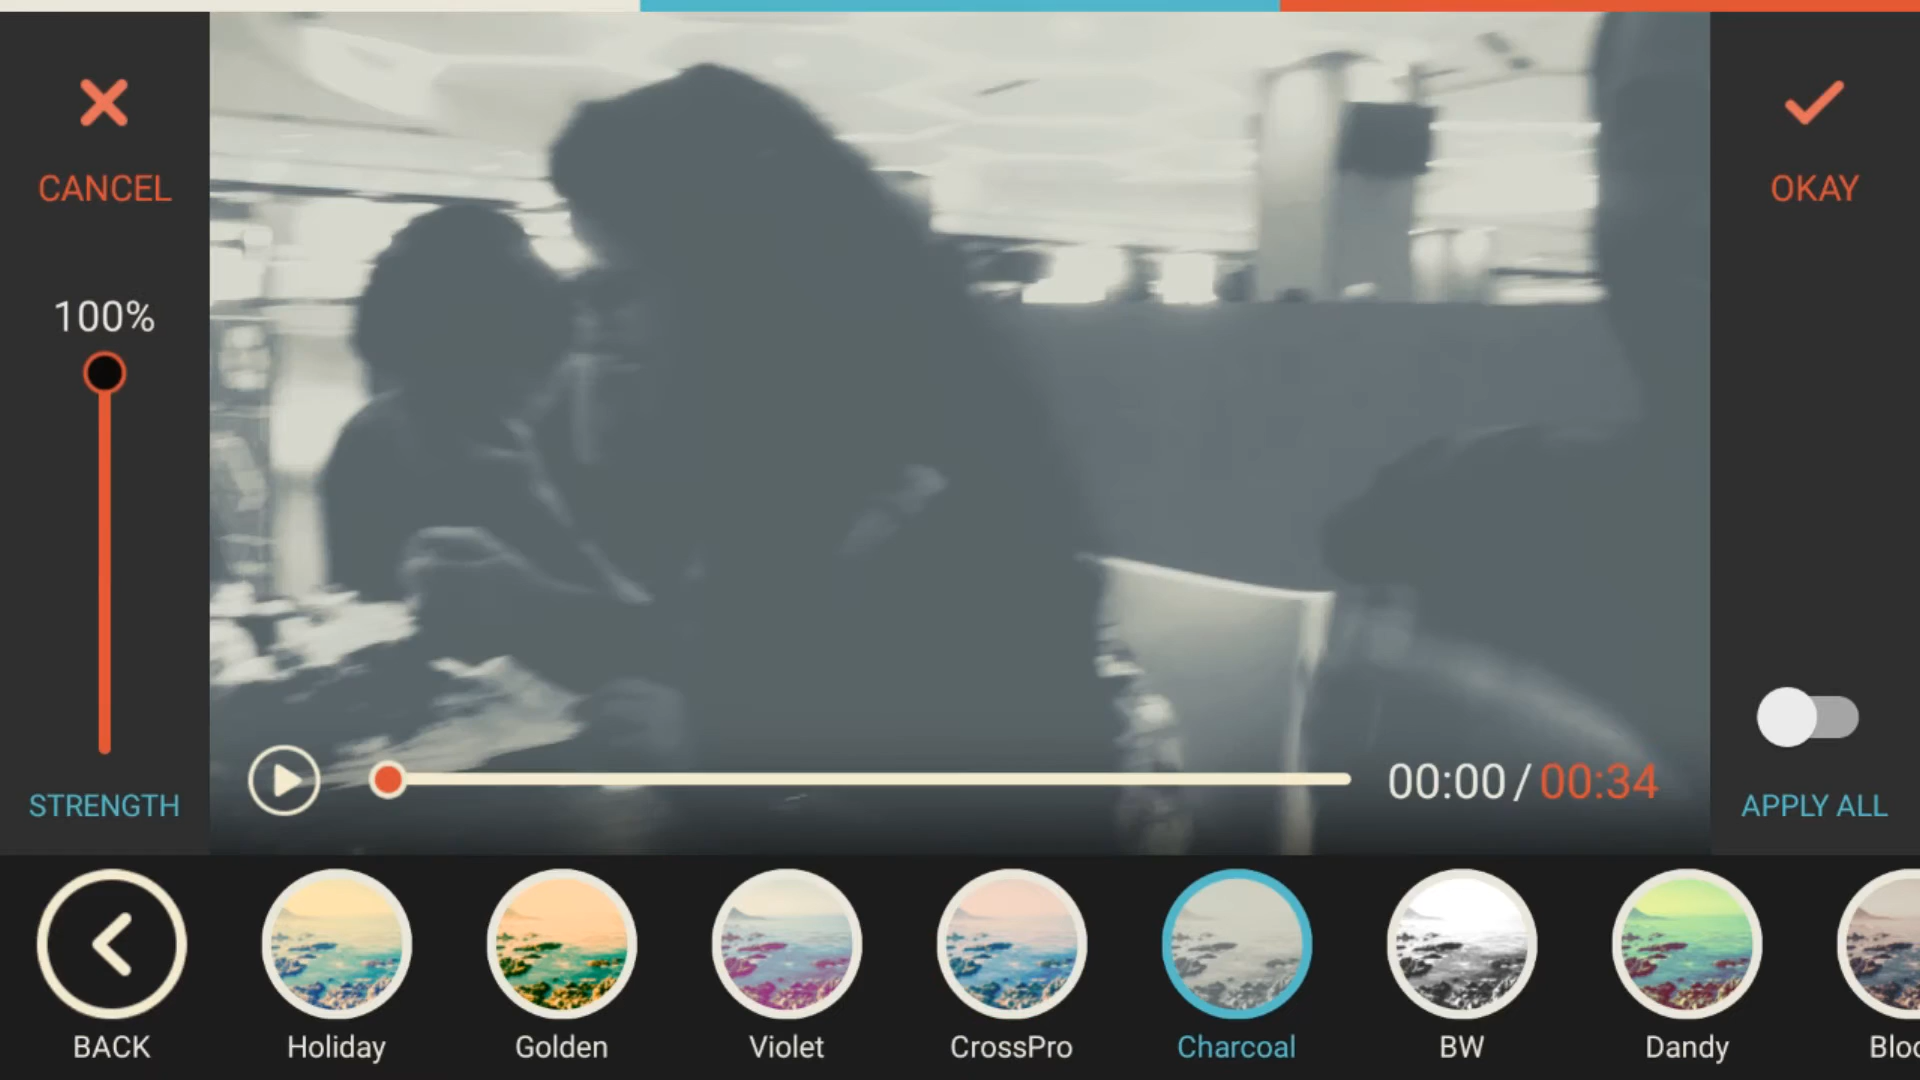 CANCEL
OKAY
100%
STRENGTH
00:00/00:34
APPLY ALL
BACK
Holiday
Golden
Violet
CrossPro
Charcoal
BW
Dandy